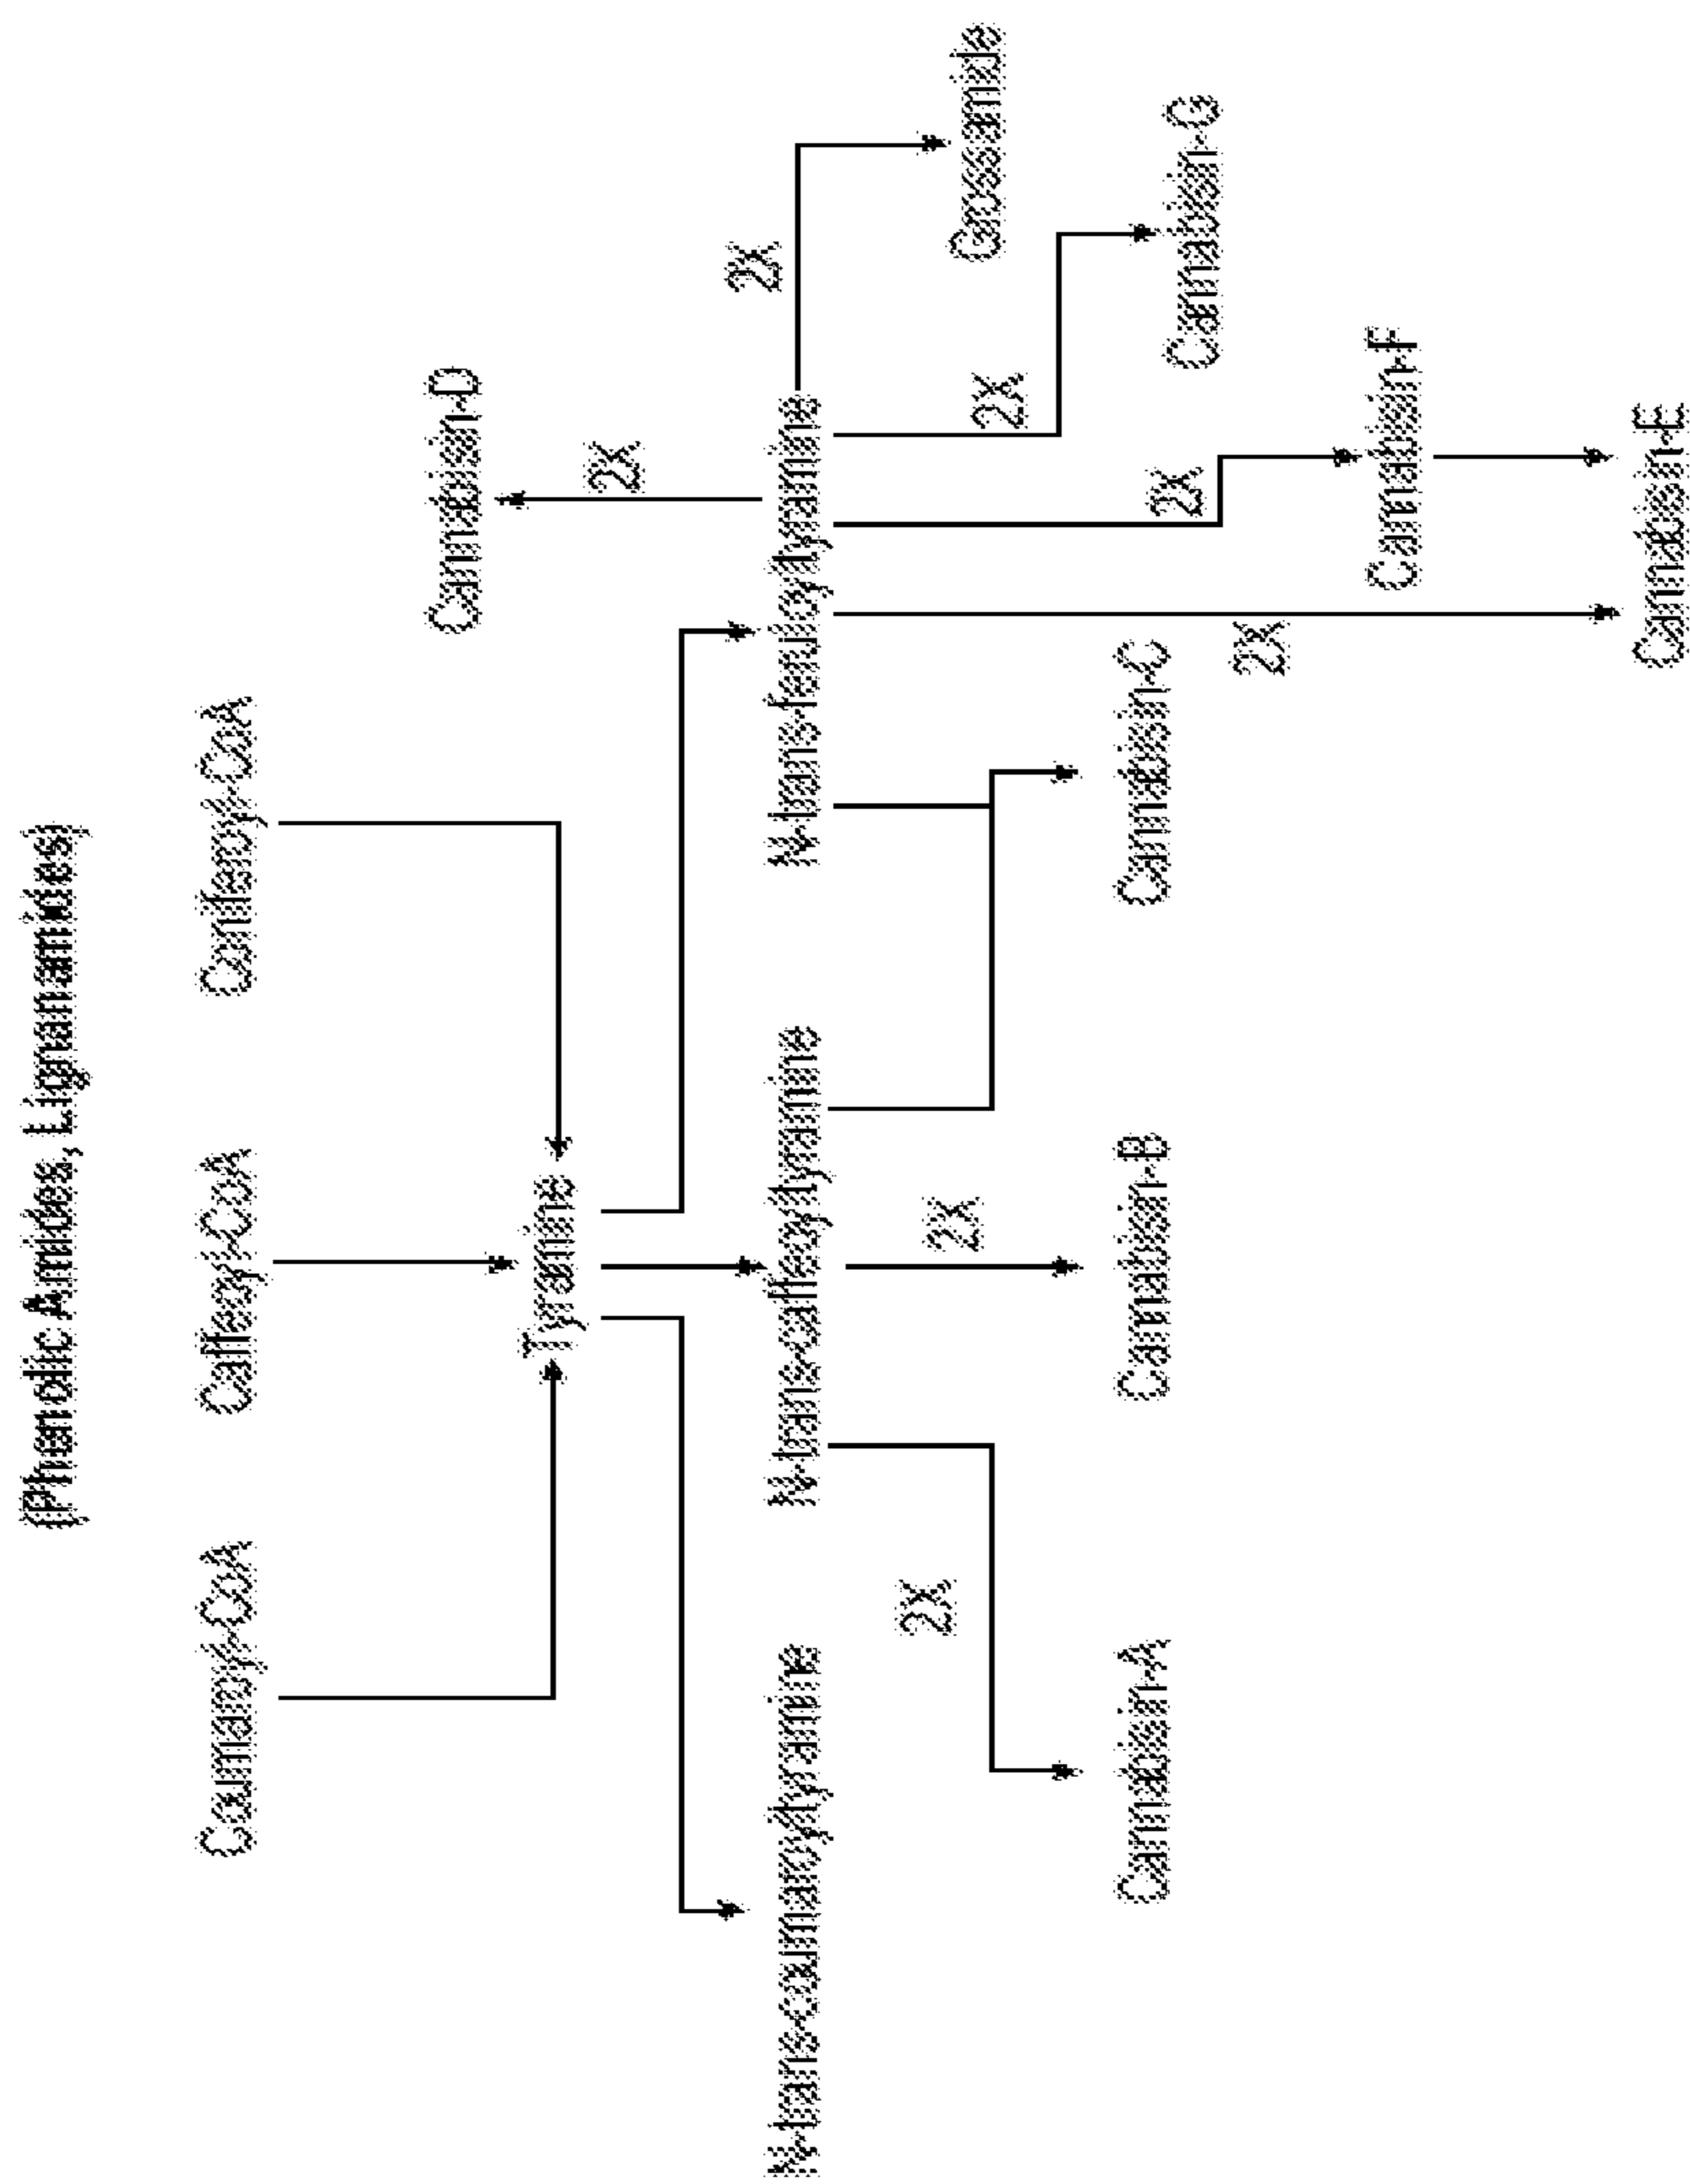 (Phenolic Amides, Lignanamides)
Coumaroyl-CoA
Caffeoyl-CoA
Coniferoyl-CoA
Cannabisin-D
2X
Tyramine
N-trans-coumaroyltyramine
N-trans-caffeoyltyramine
N-trans-feruloyltyramine
2X
2X
2X
2X
2X
2X
Grossamide
Cannabisin-A
Cannabisin-B
Cannabisin-C
Cannabisin-G
Cannabisin-F
Cannabisin-E